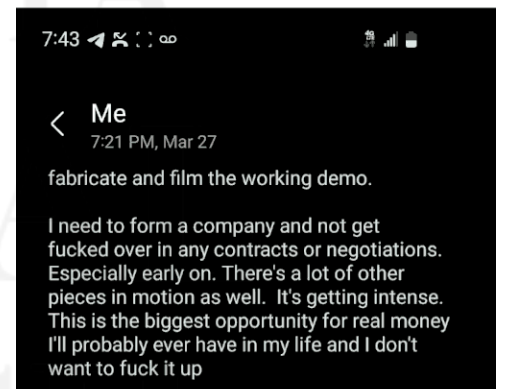 7:43
Me
7:21 PM, Mar 27
fabricate and film the working demo.
I need to form a company and not get
fucked over in any contracts or negotiations.
Especially early on. There's a lot of other
pieces in motion as well.  It's getting intense.
This is the biggest opportunity for real money
I'll probably ever have in my life and I don't
want to fuck it up